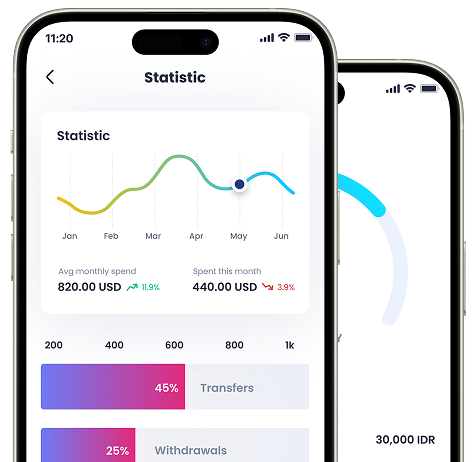 11:20
Statistic
Statistic
Jan Feb Mar Apr May Jun
Avg monthly spend Spent this month
820.00 USD 11.9% 440.00 USD 3.9%
200 400 600 800 1k
45% Transfers
25% Withdrawals
Y
30,000 IDR